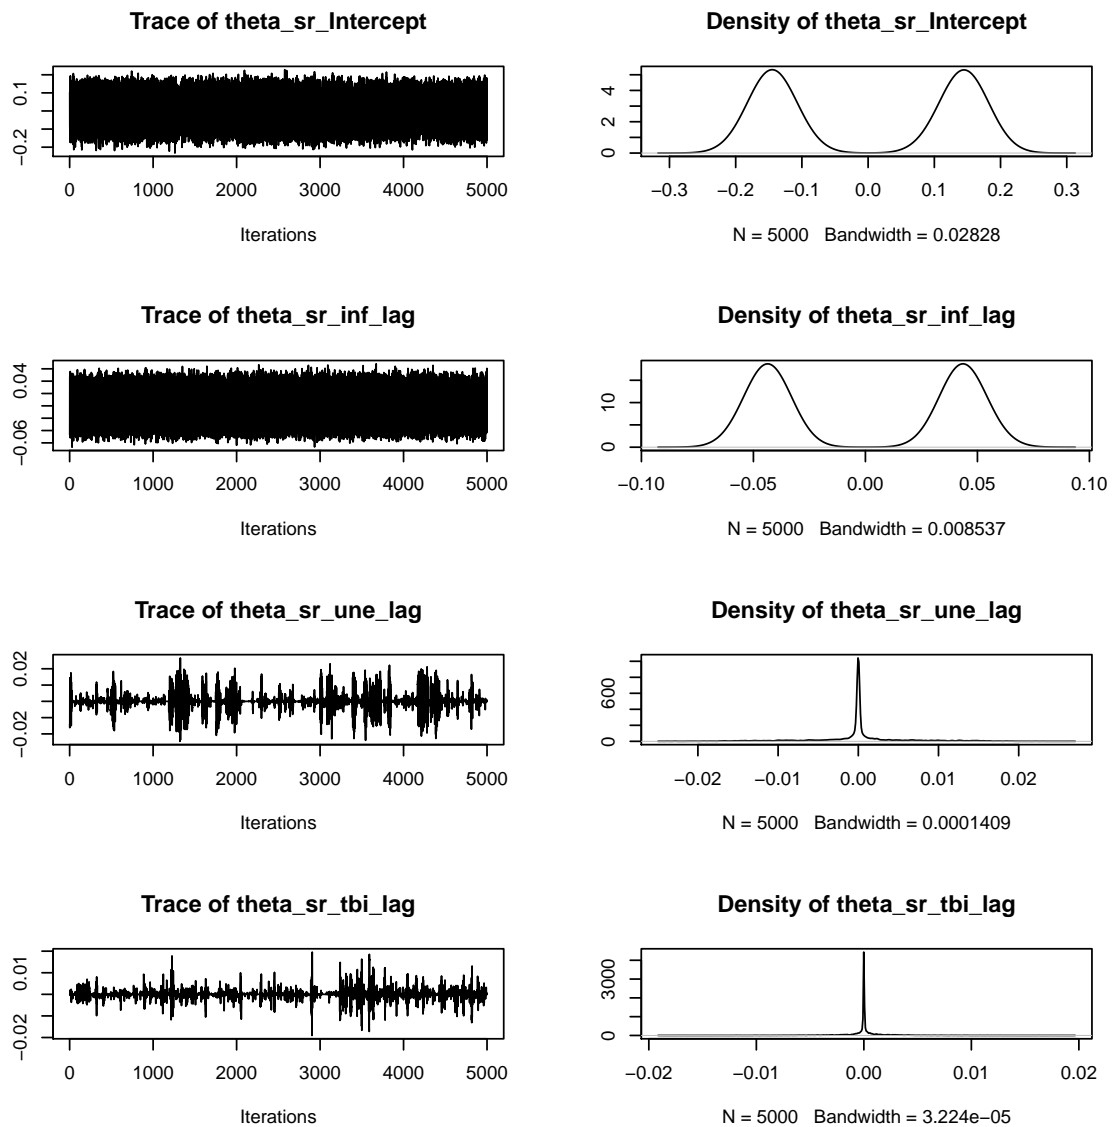 Trace of theta_sr_Intercept
−0.2 0.1
0 1000 2000 3000 4000 5000
Iterations
Density of theta_sr_Intercept
0 2 4
−0.3 −0.2 −0.1 0.0 0.1 0.2 0.3
N = 5000 Bandwidth = 0.02828
Trace of theta_sr_inf_lag
−0.06 0.04
0 1000 2000 3000 4000 5000
Iterations
Density of theta_sr_inf_lag
0 10
−0.10 −0.05 0.00 0.05 0.10
N = 5000 Bandwidth = 0.008537
Trace of theta_sr_une_lag
−0.02 0.02
0 1000 2000 3000 4000 5000
Iterations
Density of theta_sr_une_lag
0 600
−0.02 −0.01 0.00 0.01 0.02
N = 5000 Bandwidth = 0.0001409
Trace of theta_sr_tbi_lag
−0.02 0.01
0 1000 2000 3000 4000 5000
Iterations
Density of theta_sr_tbi_lag
0 3000
−0.02 −0.01 0.00 0.01 0.02
N = 5000 Bandwidth = 3.224e−05